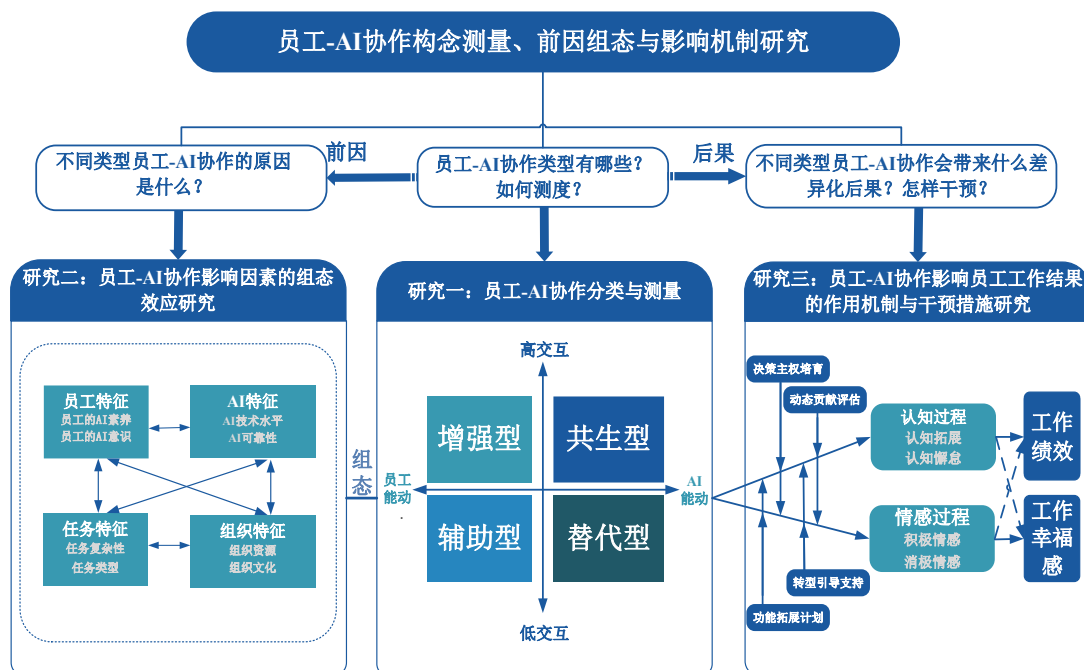 员工-AI协作构念测量、前因组态与影响机制研究
不同类型员工-AI协作的原因
是什么？
前因
员工-AI协作类型有哪些？
如何测度？
后果
不同类型员工-AI协作会带来什么差
异化后果？怎样干预？
研究二：员工-AI协作影响因素的组态
效应研究
员工特征
员工的AI素养
员工的AI意识
AI特征
AI技术水平
AI可靠性
任务特征
任务复杂性
任务类型
组织特征
组织资源
组织文化
组
态
研究一：员工-AI协作分类与测量
高交互
增强型
共生型
员工
能动
AI
能动
辅助型
替代型
低交互
研究三：员工-AI协作影响员工工作结果
的作用机制与干预措施研究
决策主权培育
动态贡献评估
认知过程
认知拓展
认知懈怠
工作
绩效
情感过程
积极情感
消极情感
工作
幸福
感
转型引导支持
功能拓展计划